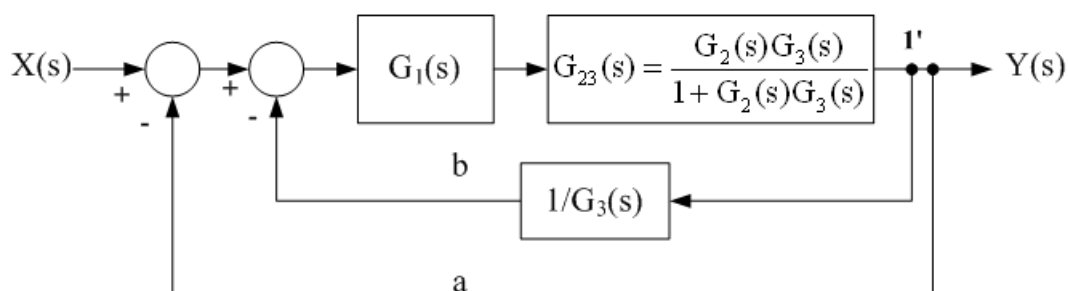 X(s)
+
-
+
-
G₁(s)
G₂₃(s) = G₂(s)G₃(s) / 1 + G₂(s)G₃(s)
1'
Y(s)
b
1/G₃(s)
a